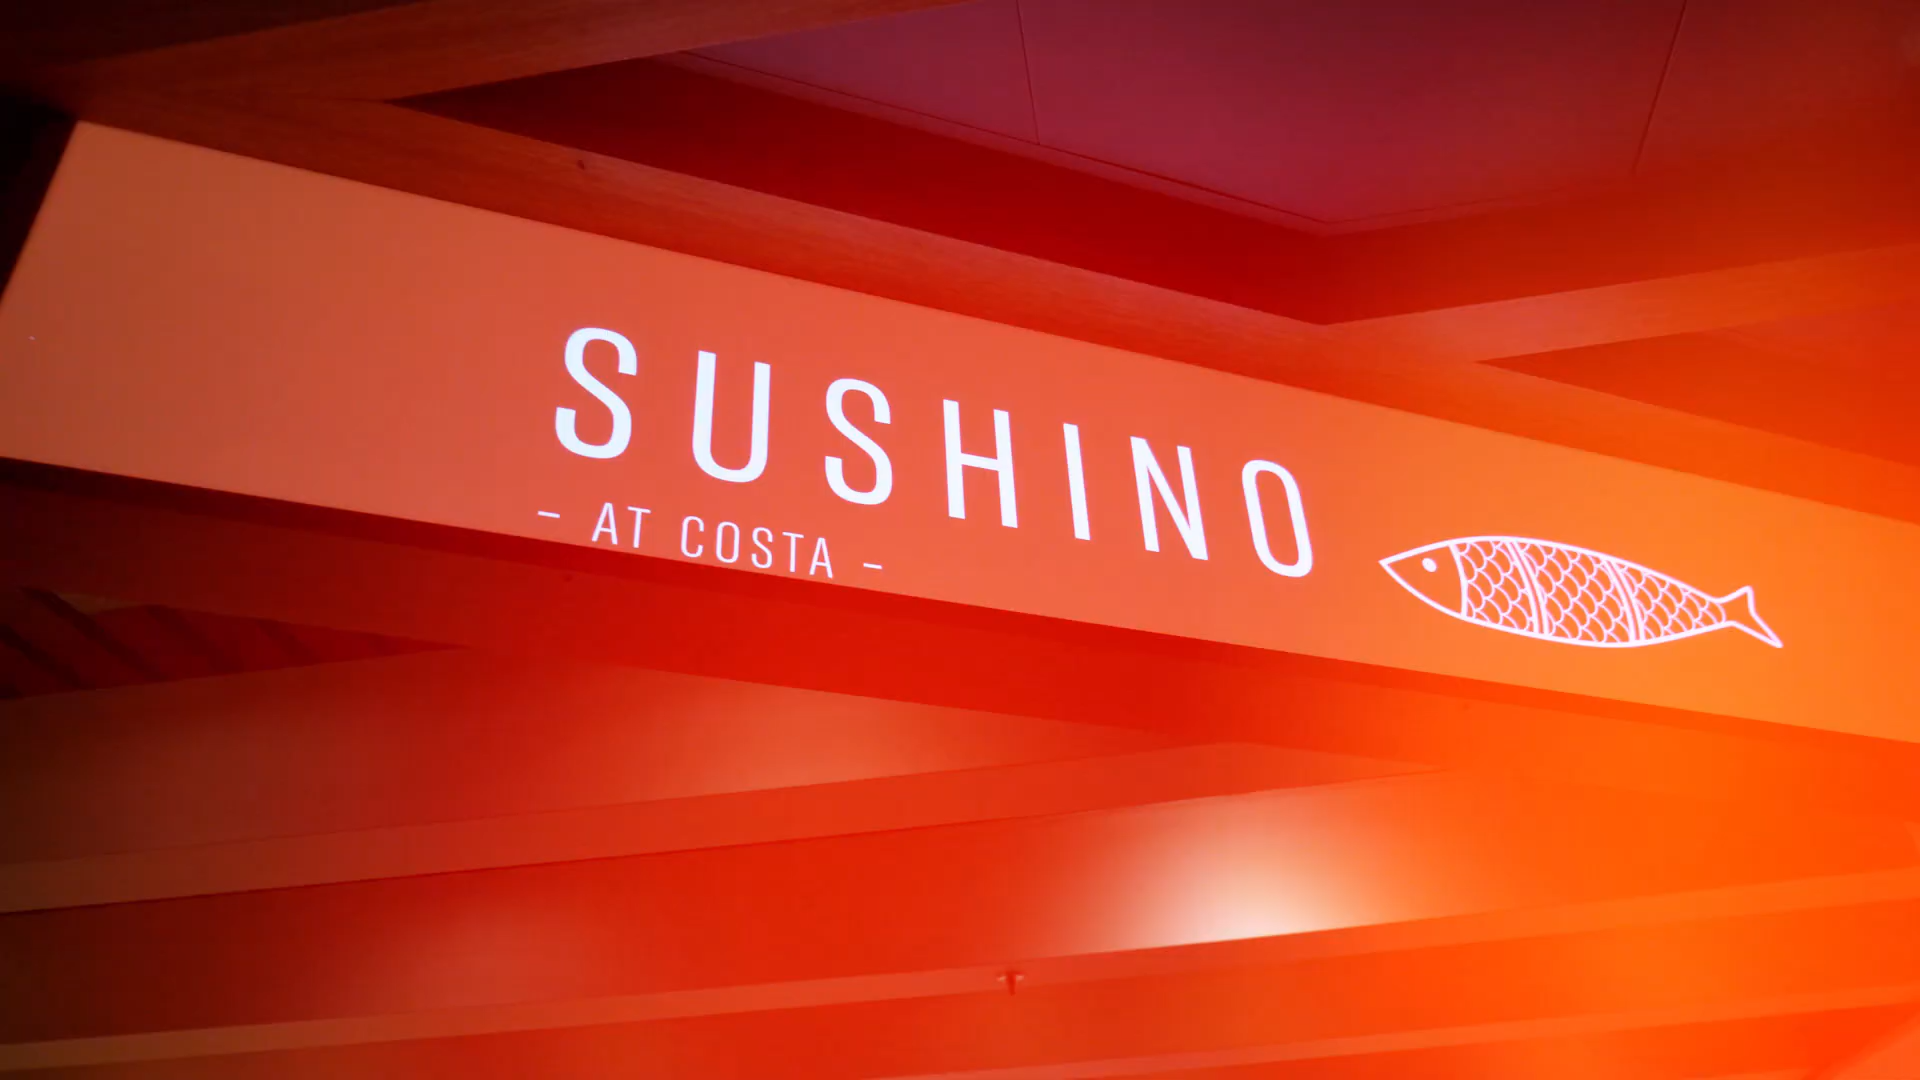 SUSHINO
– AT COSTA –